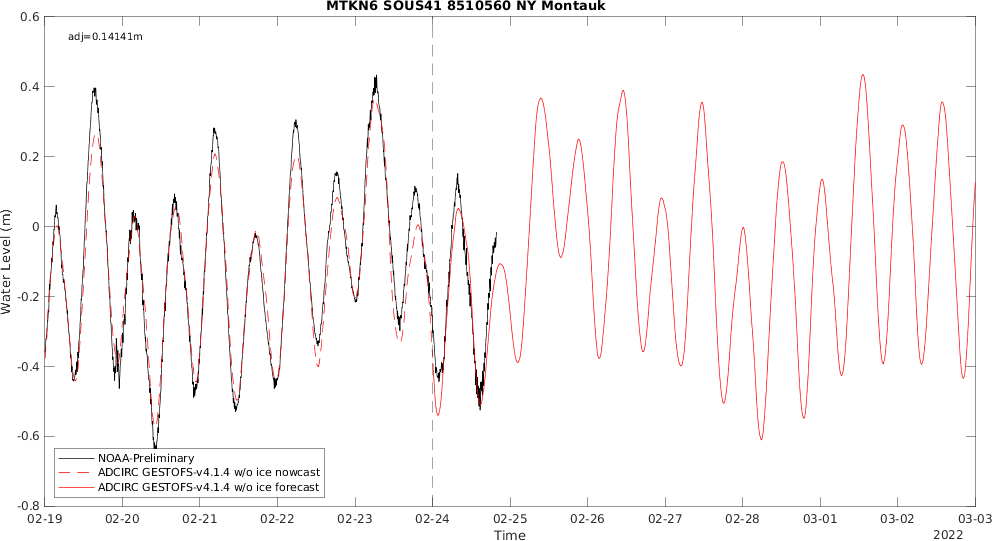 MTKN6 SOUS41 8510560 NY Montauk
adj=0.14141m
0.6
0.4
0.2
0
-0.2
-0.4
-0.6
-0.8
Water Level (m)
NOAA-Preliminary
ADCIRC GESTOFS-v4.1.4 w/o ice nowcast
ADCIRC GESTOFS-v4.1.4 w/o ice forecast
02-19 02-20 02-21 02-22 02-23 02-24 02-25 02-26 02-27 02-28 03-01 03-02 03-03
Time
2022